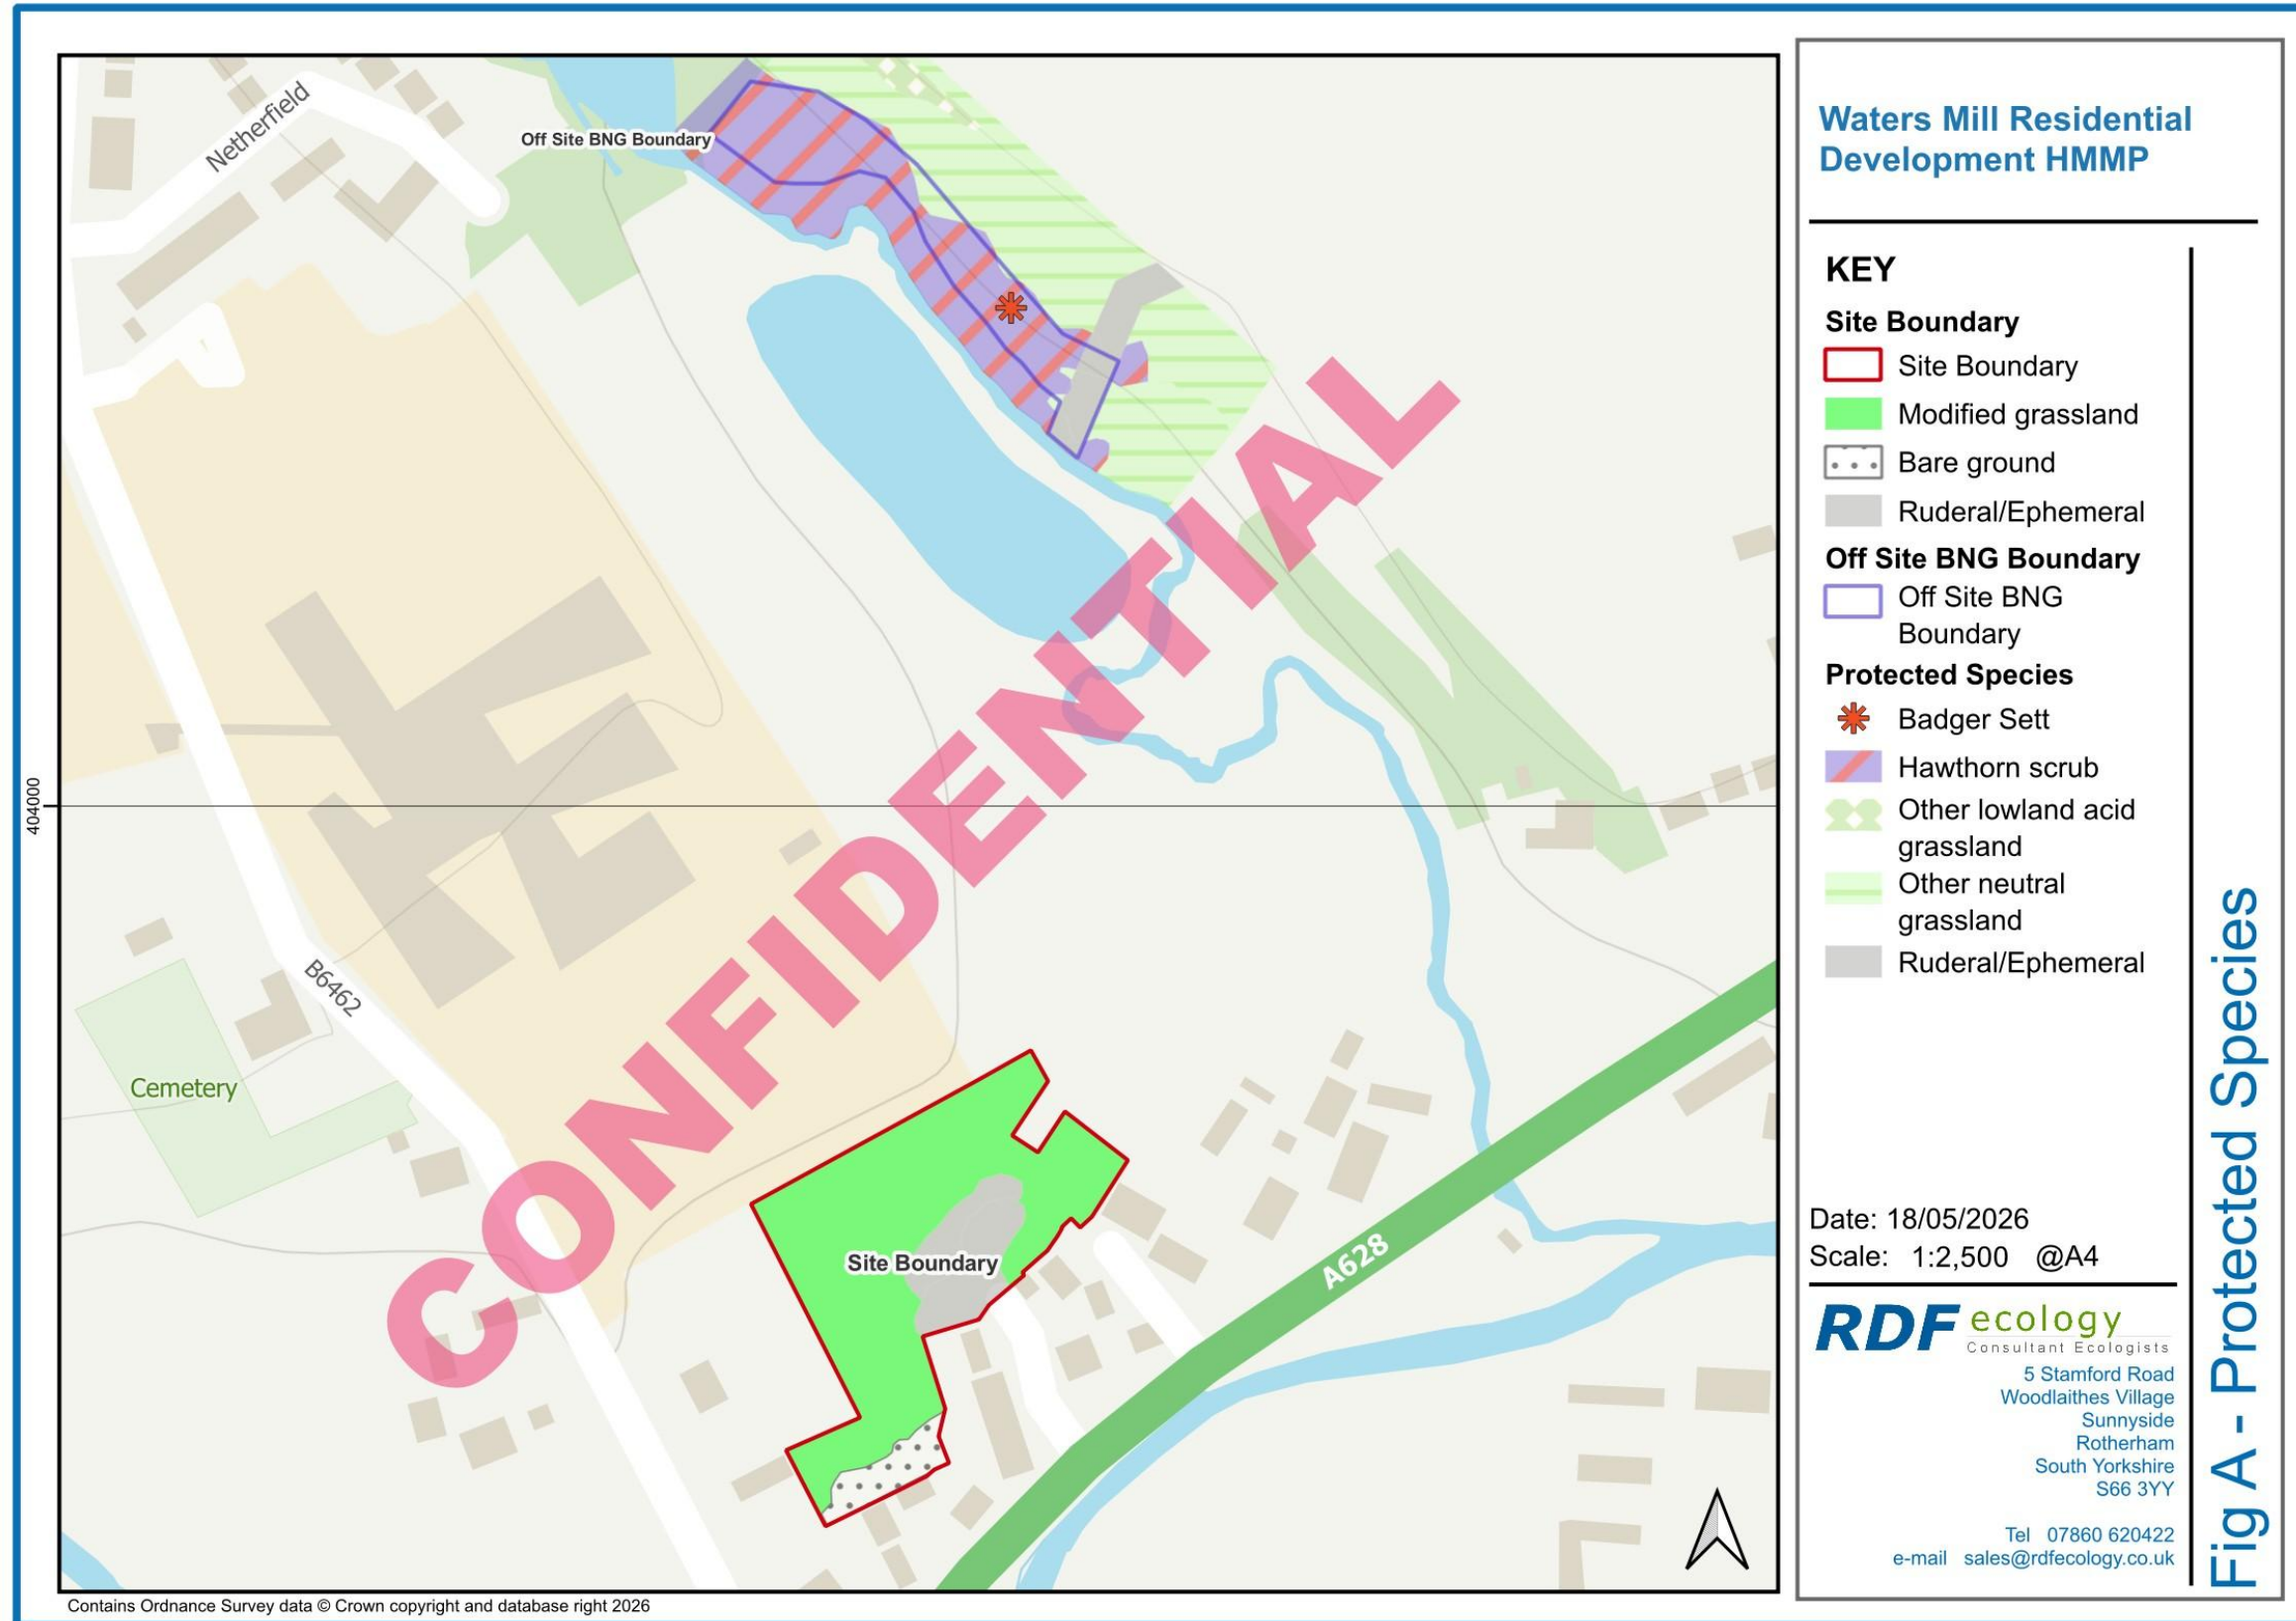 Netherfield
Off Site BNG Boundary
404000
B6462
Cemetery
Site Boundary
A628
CONFIDENTIAL
Contains Ordnance Survey data © Crown copyright and database right 2026
Waters Mill Residential
Development HMMP
KEY
Site Boundary
Site Boundary
Modified grassland
Bare ground
Ruderal/Ephemeral
Off Site BNG Boundary
Off Site BNG
Boundary
Protected Species
Badger Sett
Hawthorn scrub
Other lowland acid
grassland
Other neutral
grassland
Ruderal/Ephemeral
Date: 18/05/2026
Scale: 1:2,500 @A4
RDF ecology
Consultant Ecologists
5 Stamford Road
Woodlaithes Village
Sunnyside
Rotherham
South Yorkshire
S66 3YY
Tel 07860 620422
e-mail sales@rdfecology.co.uk
Fig A - Protected Species